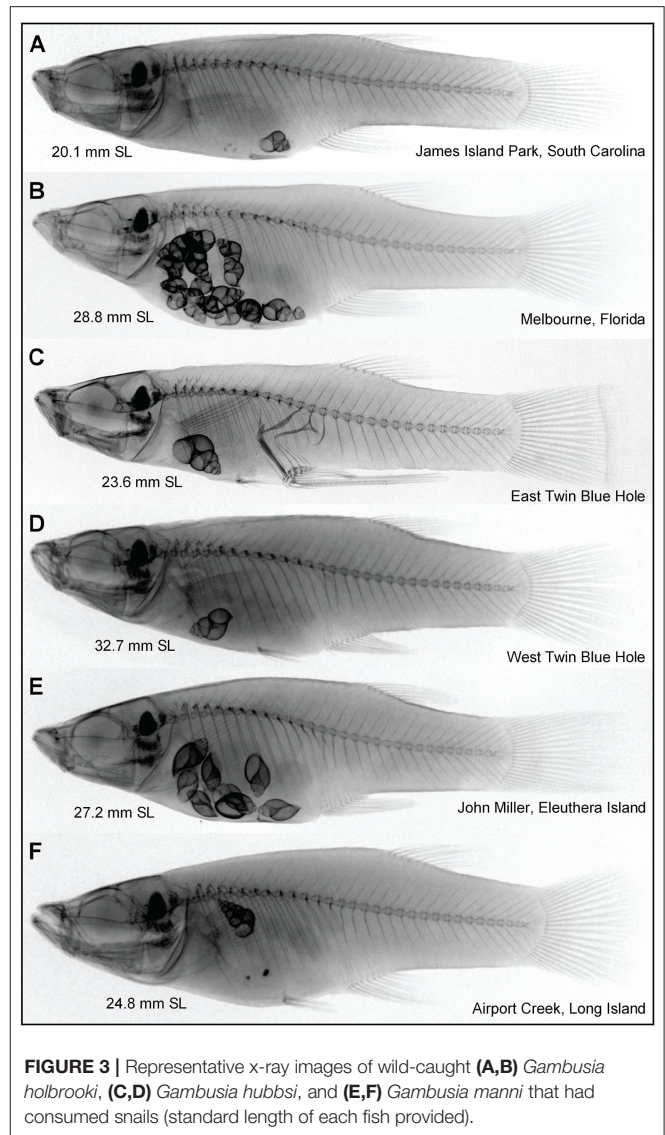 A
20.1 mm SL
James Island Park, South Carolina
B
28.8 mm SL
Melbourne, Florida
C
23.6 mm SL
East Twin Blue Hole
D
32.7 mm SL
West Twin Blue Hole
E
27.2 mm SL
John Miller, Eleuthera Island
F
24.8 mm SL
Airport Creek, Long Island
FIGURE 3 | Representative x-ray images of wild-caught (A,B) Gambusia
holbrooki, (C,D) Gambusia hubbsi, and (E,F) Gambusia manni that had
consumed snails (standard length of each fish provided).